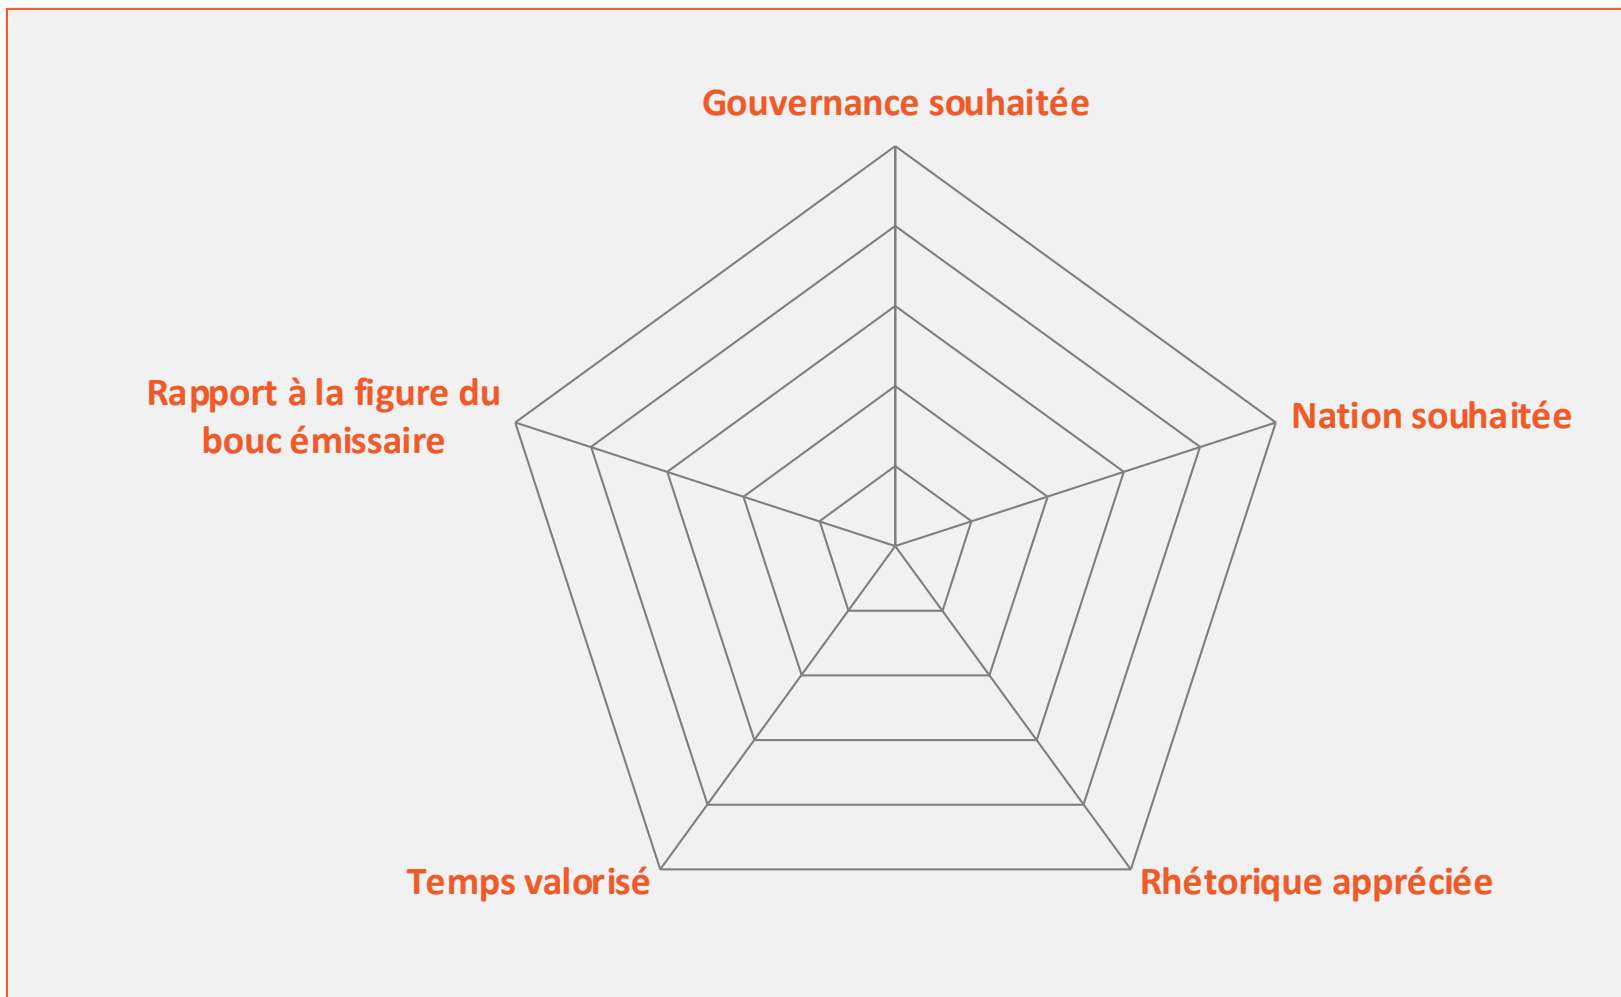 Gouvernance souhaitée
Rapport à la figure du
bouc émissaire
Nation souhaitée
Temps valorisé
Rhétorique appréciée